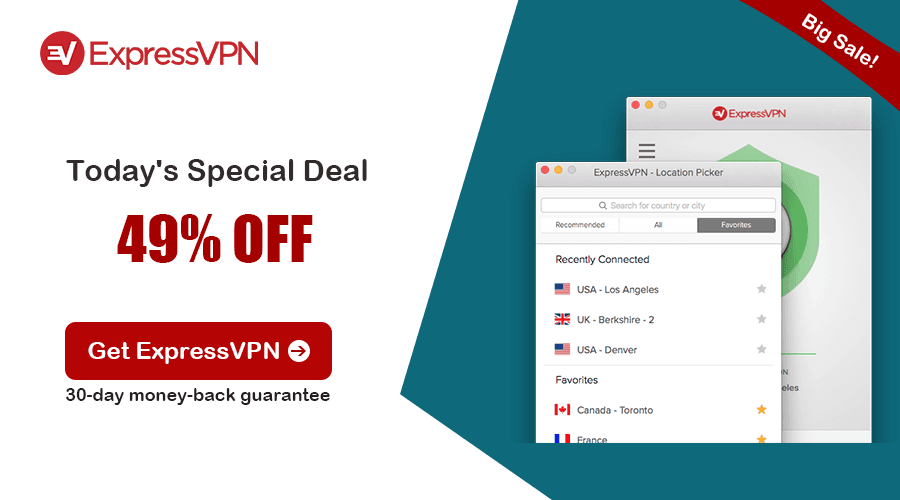 ExpressVPN
Big Sale!
Today's Special Deal
49% OFF
Get ExpressVPN
30-day money-back guarantee
ExpressVPN
ExpressVPN - Location Picker
Search for country or city
Recommended
All
Favorites
Recently Connected
USA - Los Angeles
UK - Berkshire - 2
USA - Denver
Favorites
Canada - Toronto
France